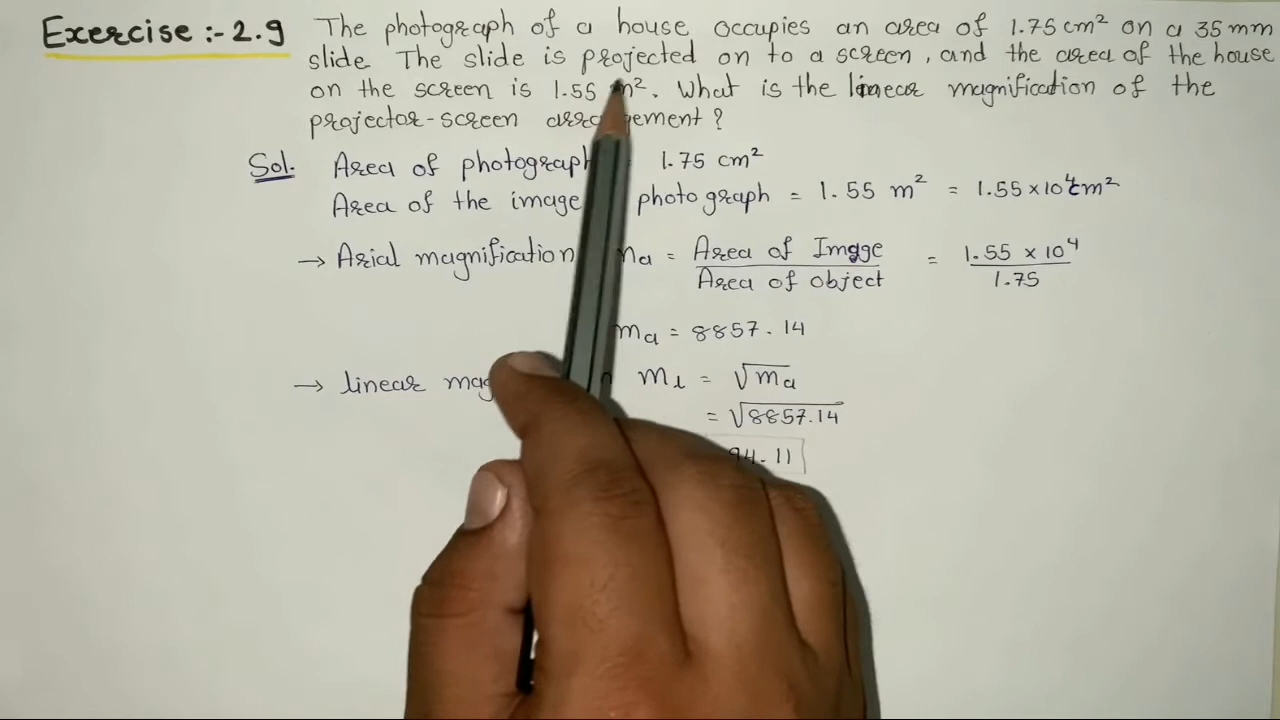 Exercise :- 2.9 The photograph of a house occupies an area of 1.75 cm² on a 35 mm
slide. The slide is projected on to a screen, and the area of the house
on the screen is 1.55 m². What is the linear magnification of the
projector-screen arrangement ?
Sol. Area of photograph = 1.75 cm²
Area of the image photograph = 1.55 m² = 1.55 × 10⁴ cm²
→ Arial magnification ma = Area of Image / Area of object = 1.55 × 10⁴ / 1.75
ma = 8857.14
→ linear m_l = √ma
= √8857.14
94.11